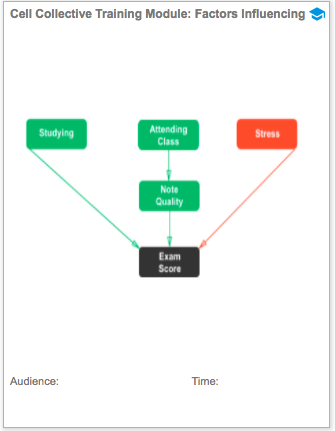 Cell Collective Training Module: Factors Influencing
Studying
Attending
Class
Stress
Note
Quality
Exam
Score
Audience:
Time: